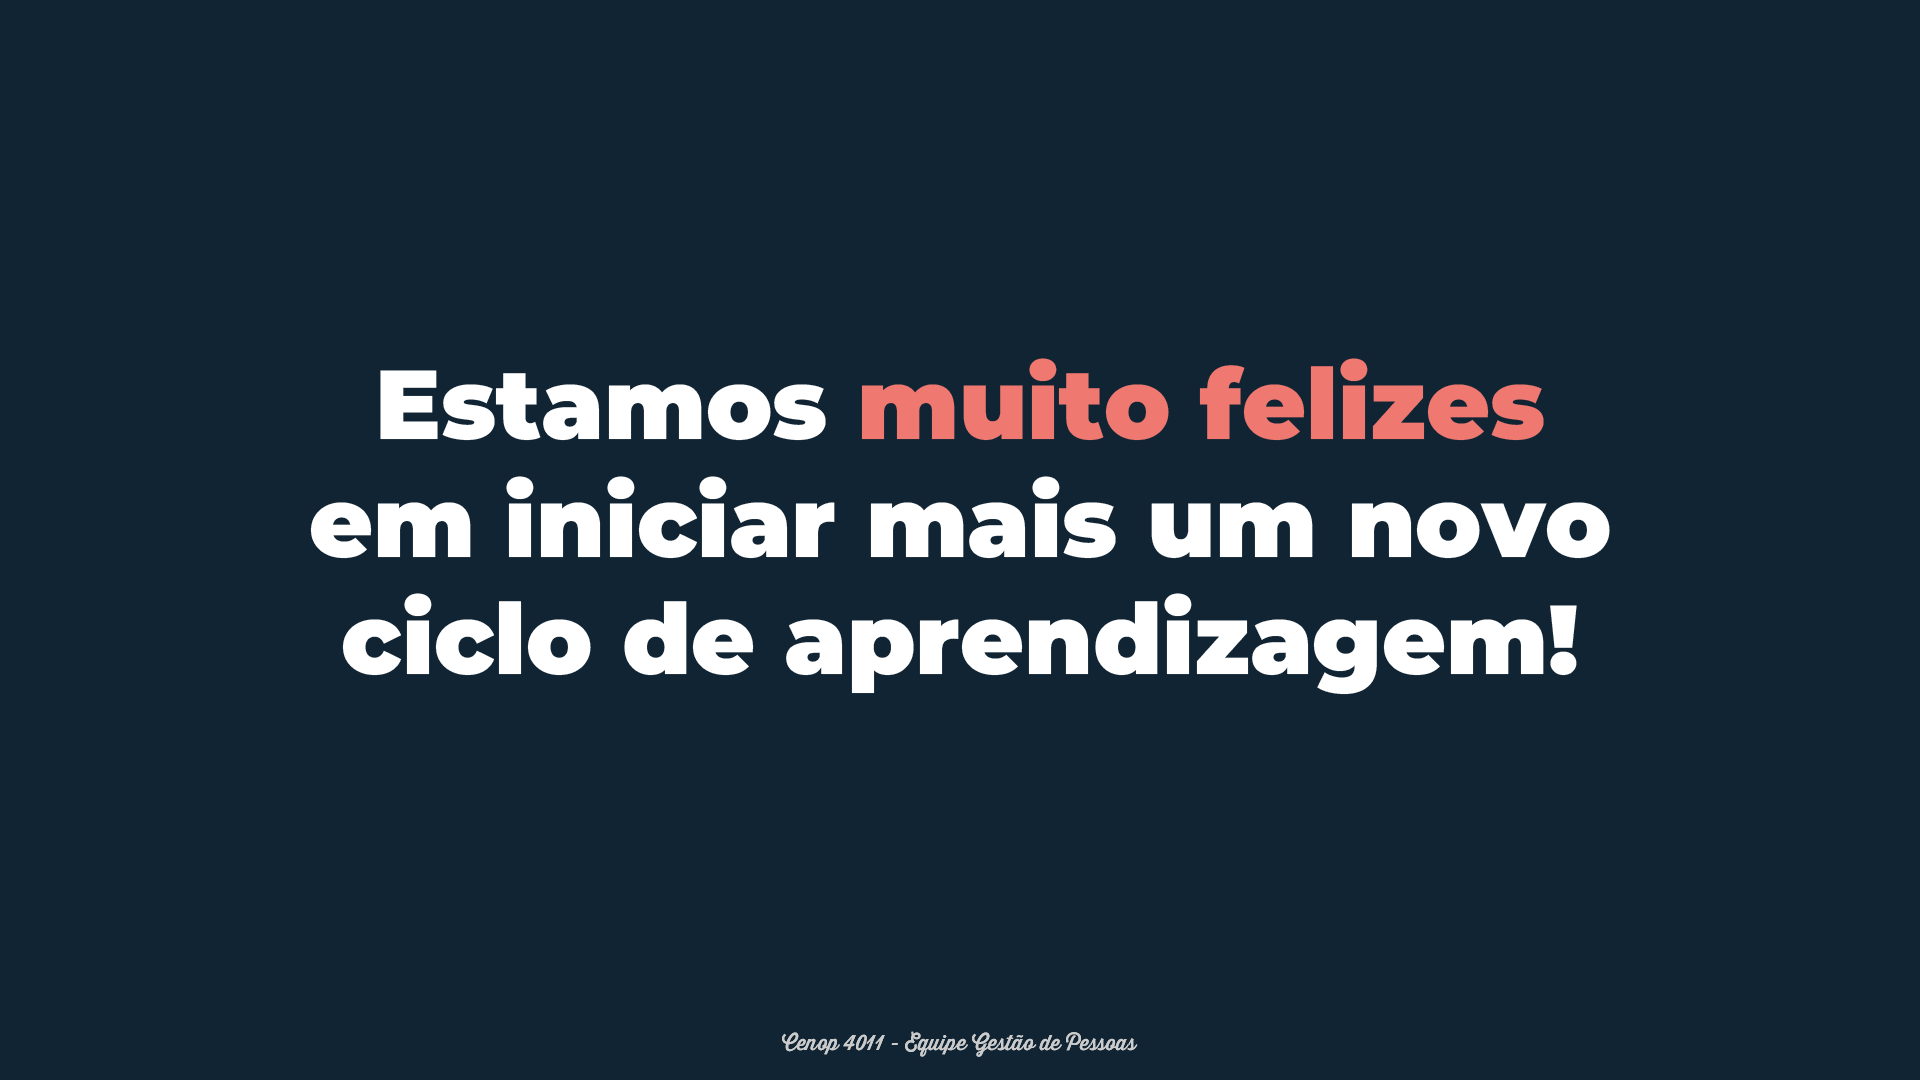 Estamos muito felizes
em iniciar mais um novo
ciclo de aprendizagem!
Cenop 4011 - Equipe Gestão de Pessoas